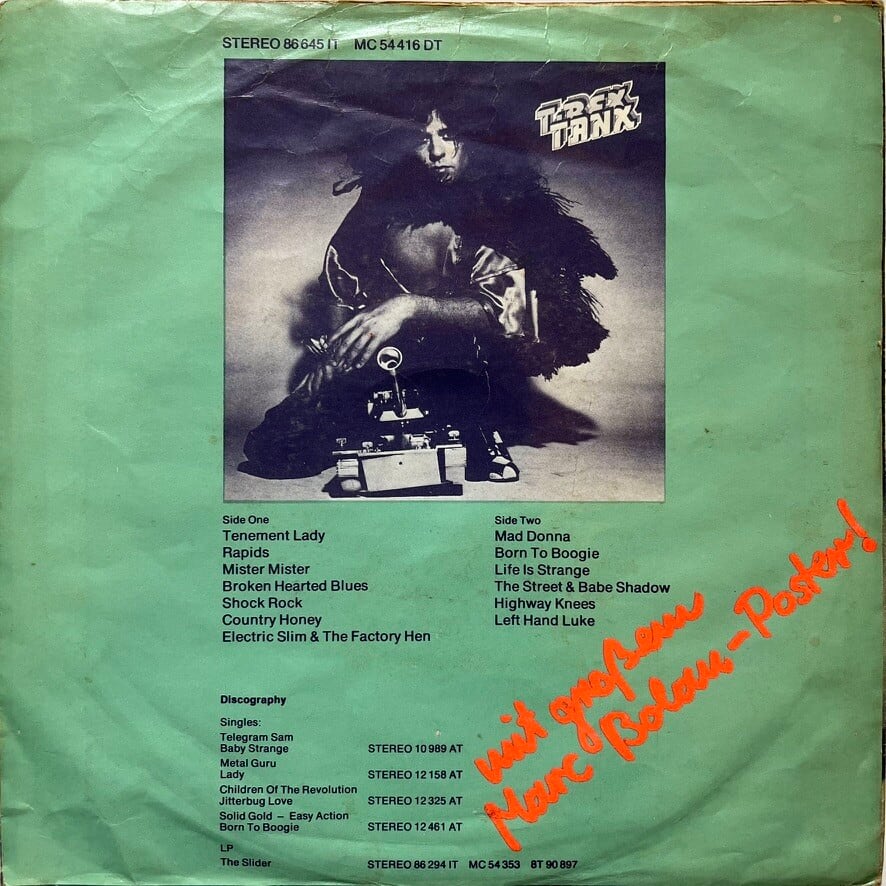 STEREO 86 645 IT MC 54 416 DT
T.REX
TANX
Side One
Tenement Lady
Rapids
Mister Mister
Broken Hearted Blues
Shock Rock
Country Honey
Electric Slim & The Factory Hen
Side Two
Mad Donna
Born To Boogie
Life Is Strange
The Street & Babe Shadow
Highway Knees
Left Hand Luke
mit großem
Marc Bolan-Poster!
Discography
Singles:
Telegram Sam
Baby Strange STEREO 10 989 AT
Metal Guru
Lady STEREO 12 158 AT
Children Of The Revolution
Jitterbug Love STEREO 12 325 AT
Solid Gold – Easy Action
Born To Boogie STEREO 12 461 AT
LP
The Slider STEREO 86 294 IT MC 54 353 8T 90 897